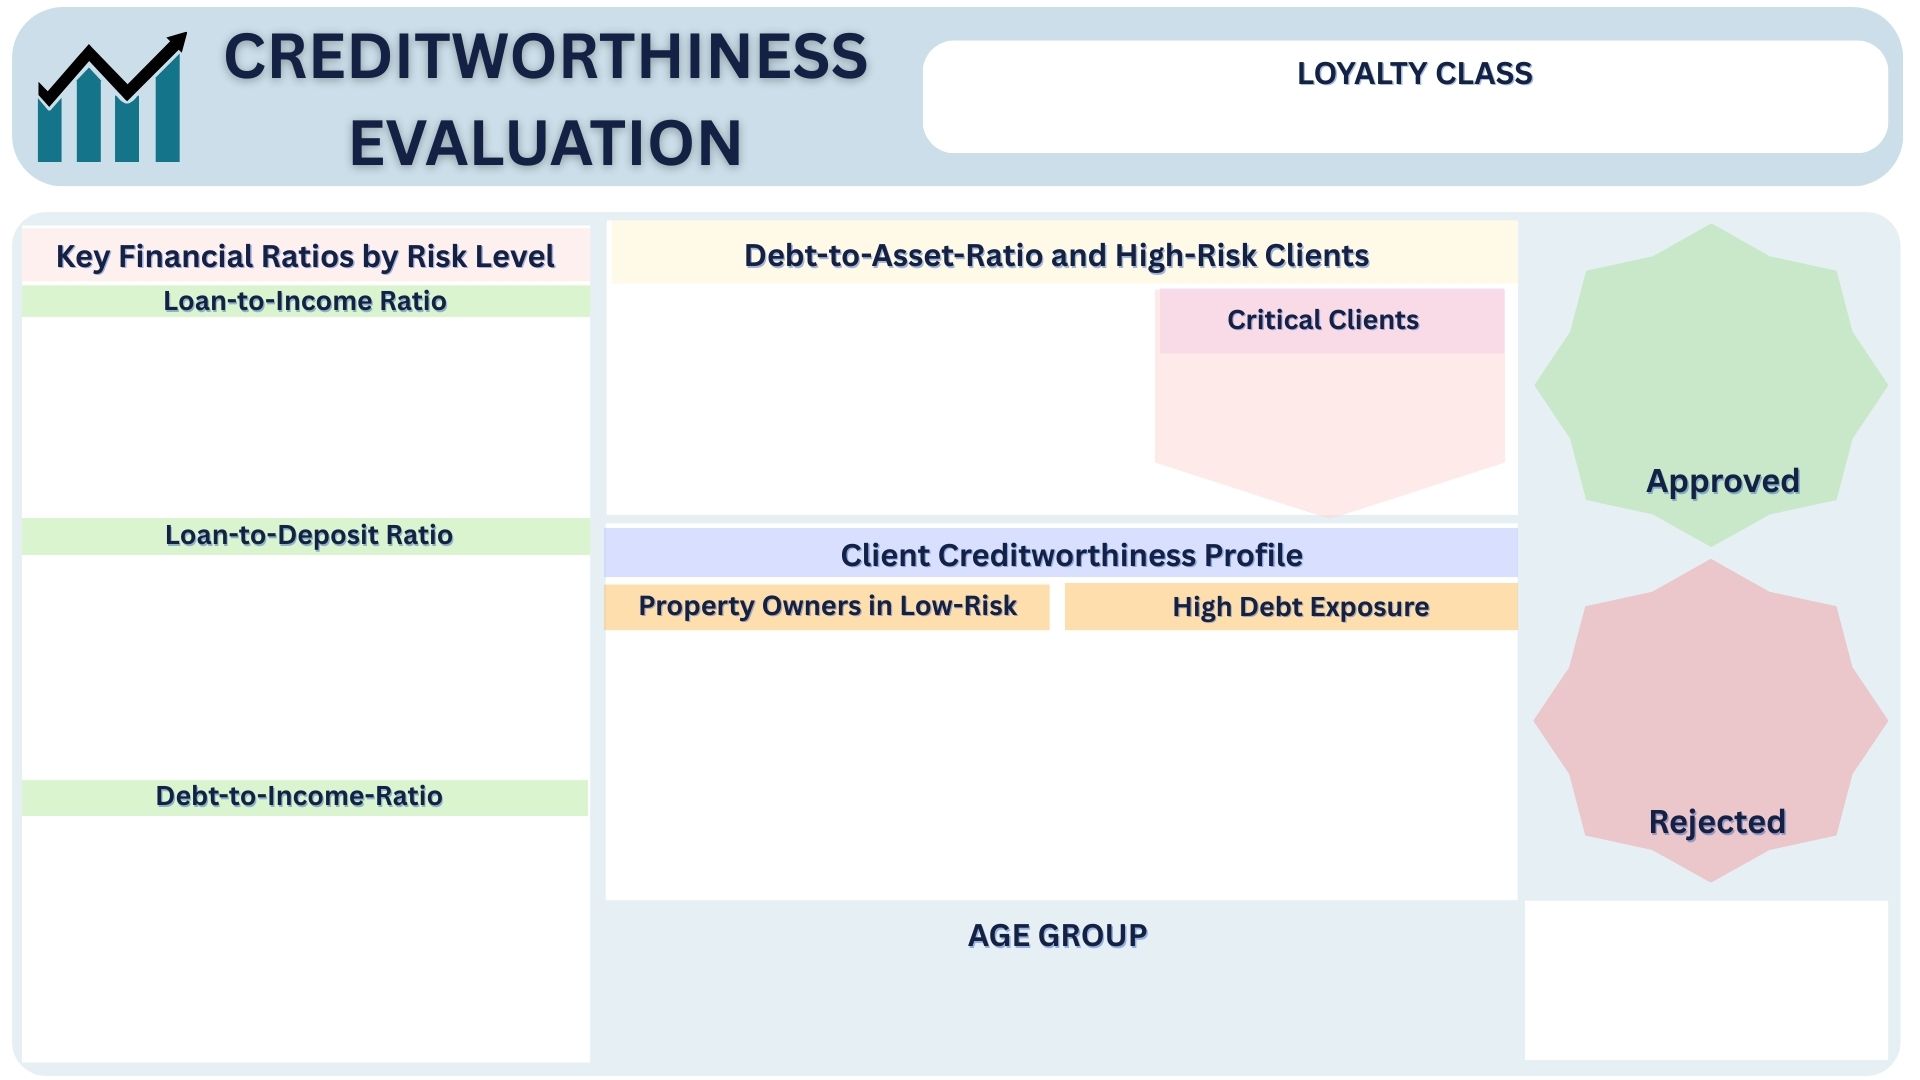 CREDITWORTHINESS
EVALUATION
LOYALTY CLASS
Key Financial Ratios by Risk Level
Loan-to-Income Ratio
Loan-to-Deposit Ratio
Debt-to-Income-Ratio
Debt-to-Asset-Ratio and High-Risk Clients
Critical Clients
Client Creditworthiness Profile
Property Owners in Low-Risk
High Debt Exposure
AGE GROUP
Approved
Rejected